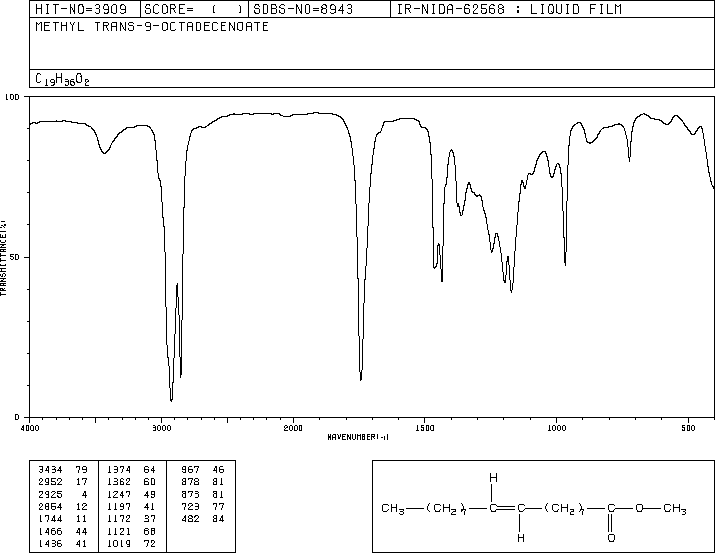 HIT-NO=3909 SCORE= ( ) SDBS-NO=8943 IR-NIDA-62568 : LIQUID FILM
METHYL TRANS-9-OCTADECENOATE
C19H36O2
100
50
0
TRANSMITTANCE(%)
4000 3000 2000 1500 1000 500
WAVENUMBER(-1)
3434 79 1374 64 967 46
2952 17 1362 60 878 81
2925 4 1247 49 873 81
2854 12 1197 41 723 77
1744 11 1172 37 482 84
1466 44 1121 68
1436 41 1019 72
H
CH3—(CH2)7 C=C (CH2)7 C—O—CH3
H O